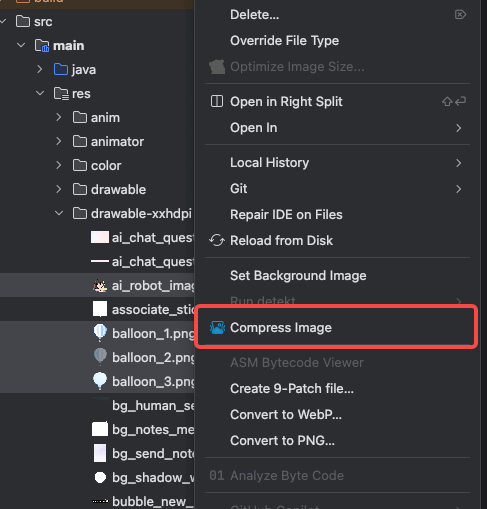 build
src
main
java
res
anim
animator
color
drawable
drawable-xxhdpi
ai_chat_quest
ai_chat_quest
ai_robot_imag
associate_stic
balloon_1.png
balloon_2.png
balloon_3.png
bg_human_se
bg_notes_me
bg_send_note
bg_shadow_w
bubble_new_
Delete...
Override File Type
Optimize Image Size...
Open in Right Split
Open In
Local History
Git
Repair IDE on Files
Reload from Disk
Set Background Image
Run detekt
Compress Image
ASM Bytecode Viewer
Create 9-Patch file...
Convert to WebP...
Convert to PNG...
01 Analyze Byte Code
GitHub Copilot